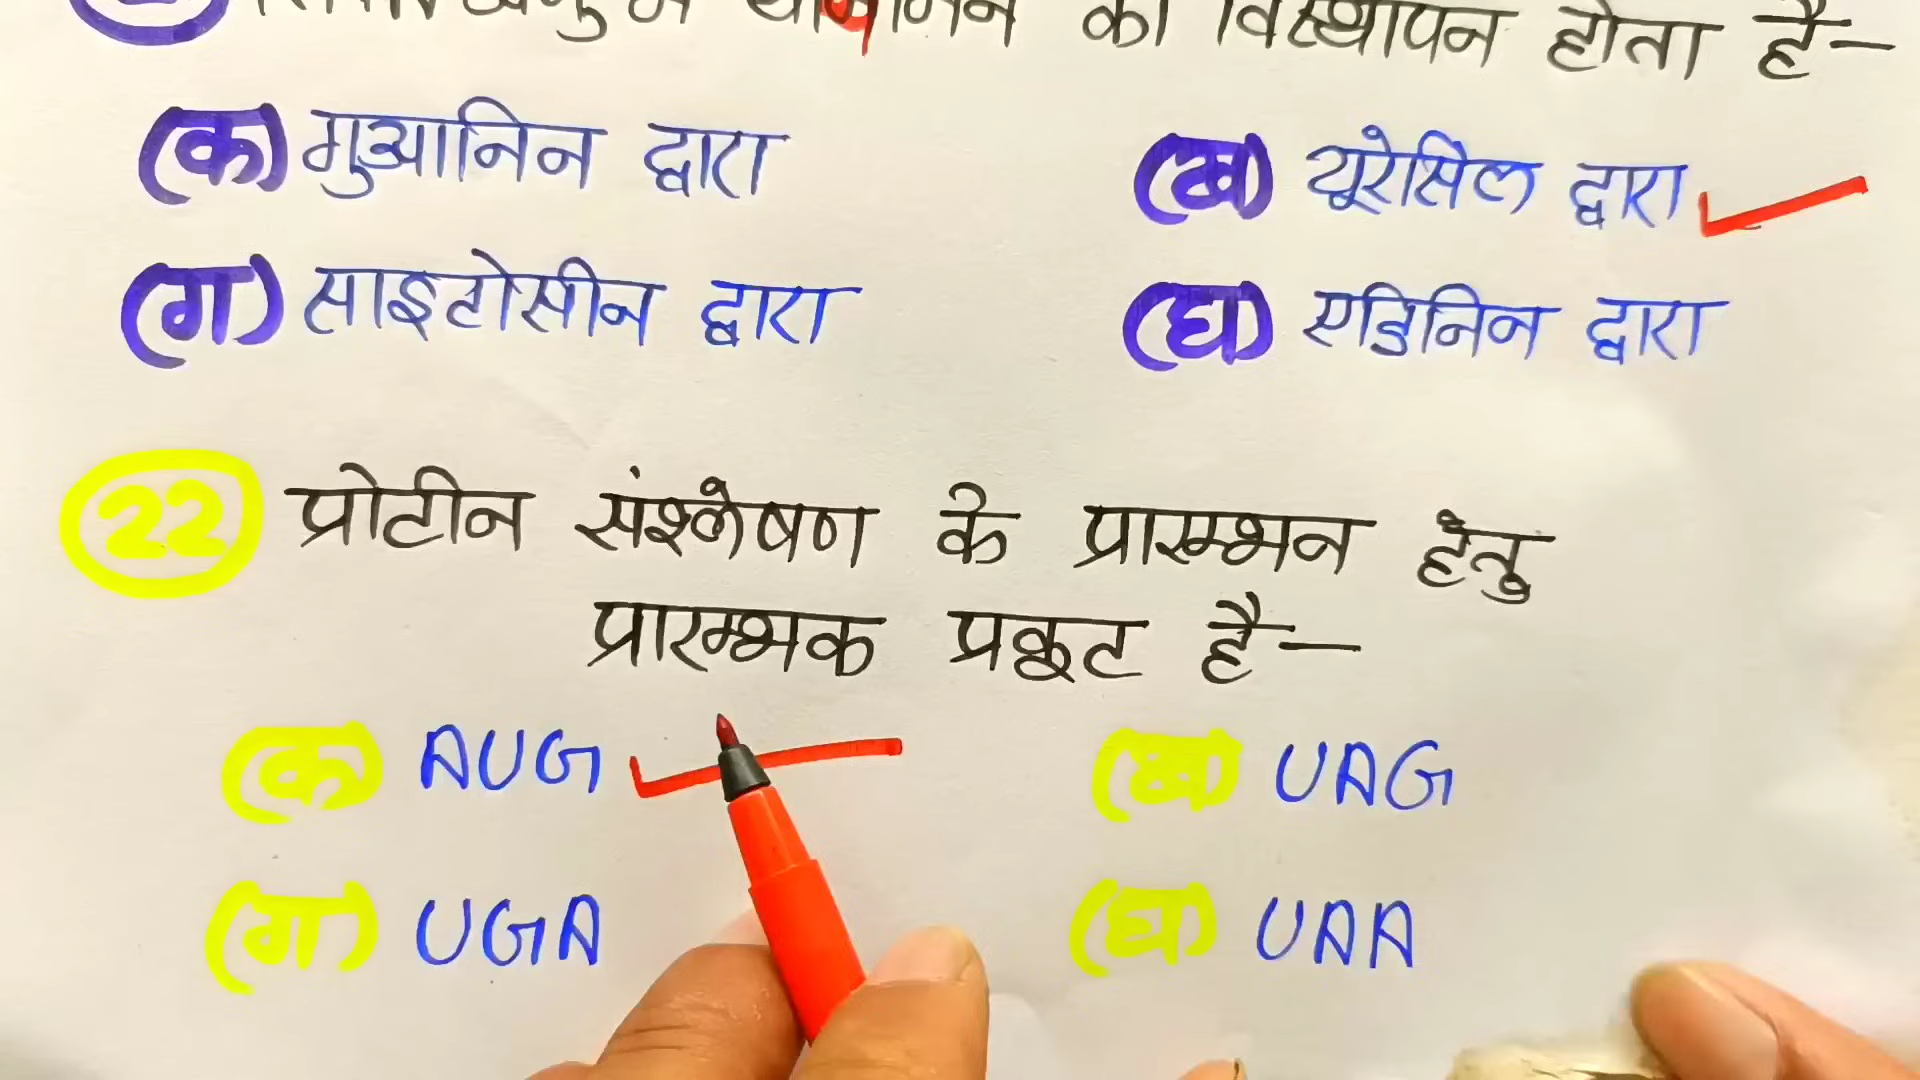 का विस्थापन होता है-
(क) गुआनिन द्वारा (ख) यूरेसिल द्वारा
(ग) साइटोसीन द्वारा (घ) एडिनिन द्वारा
22 प्रोटीन संश्लेषण के प्रारम्भन हेतु
प्रारम्भक प्रकूट है-
(क) AUG (ख) UAG
(ग) UGA (घ) UAA